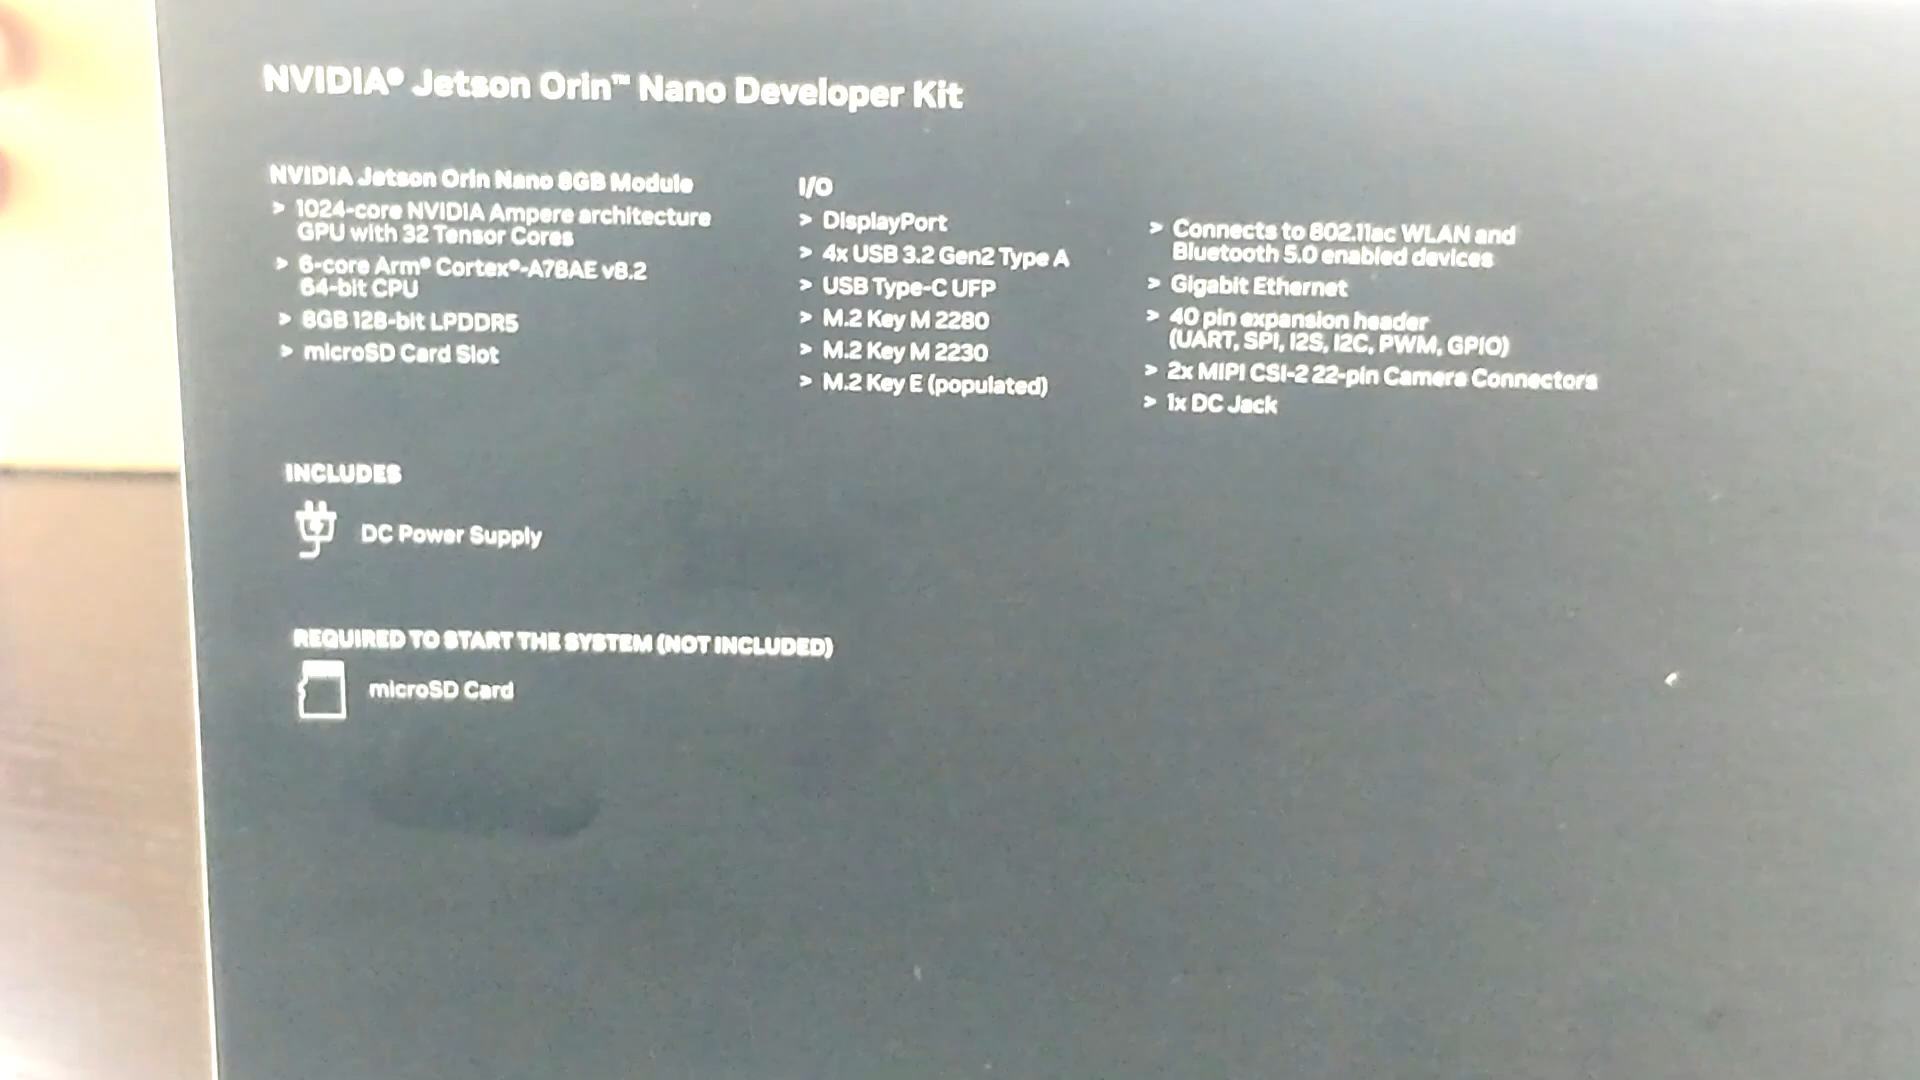 NVIDIA® Jetson Orin™ Nano Developer Kit
NVIDIA Jetson Orin Nano 8GB Module
> 1024-core NVIDIA Ampere architecture
GPU with 32 Tensor Cores
> 6-core Arm® Cortex®-A78AE v8.2
64-bit CPU
> 8GB 128-bit LPDDR5
> microSD Card Slot
I/O
> DisplayPort
> 4x USB 3.2 Gen2 Type A
> USB Type-C UFP
> M.2 Key M 2280
> M.2 Key M 2230
> M.2 Key E (populated)
> Connects to 802.11ac WLAN and
Bluetooth 5.0 enabled devices
> Gigabit Ethernet
> 40 pin expansion header
(UART, SPI, I2S, I2C, PWM, GPIO)
> 2x MIPI CSI-2 22-pin Camera Connectors
> 1x DC Jack
INCLUDES
DC Power Supply
REQUIRED TO START THE SYSTEM (NOT INCLUDED)
microSD Card